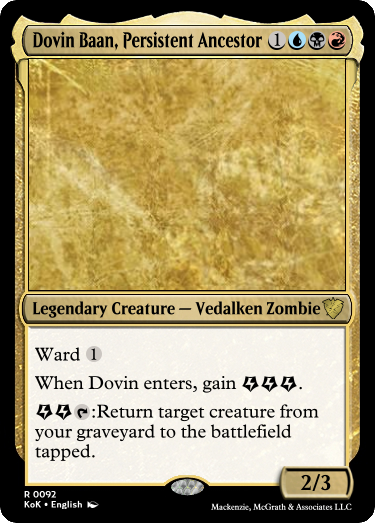 Dovin Baan, Persistent Ancestor 1
Legendary Creature — Vedalken Zombie
Ward 1
When Dovin enters, gain .
:Return target creature from
your graveyard to the battlefield
tapped.
2/3
R 0092
KoK • English
Mackenzie, McGrath & Associates LLC